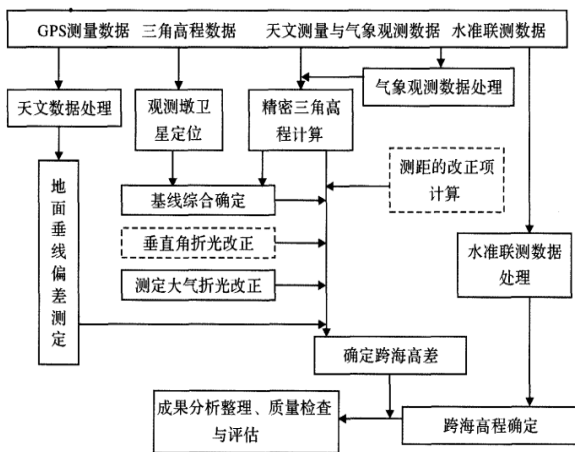 GPS测量数据 三角高程数据 天文测量与气象观测数据 水准联测数据
气象观测数据处理
天文数据处理
观测墩卫
星定位
精密三角高
程计算
地面垂线偏差测定
测距的改正项
计算
基线综合确定
垂直角折光改正
测定大气折光改正
水准联测数据
处理
确定跨海高差
成果分析整理、质量检查
与评估
跨海高程确定